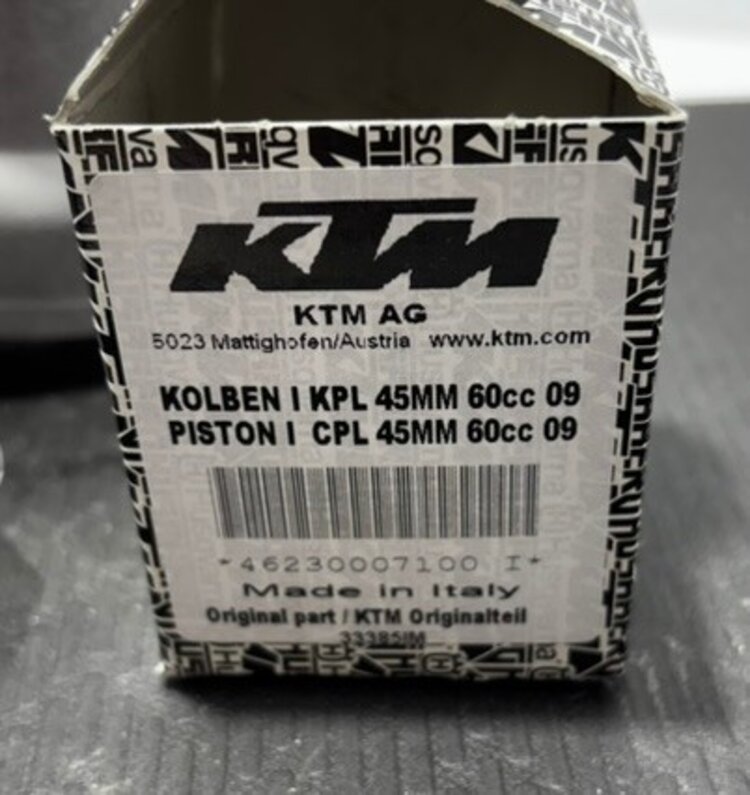 KTM
KTM AG
5023 Mattighofen/Austria www.ktm.com
KOLBEN I KPL 45MM 60cc 09
PISTON I CPL 45MM 60cc 09
*46230007100 I*
Made in Italy
Original part / KTM Originalteil
33385IM